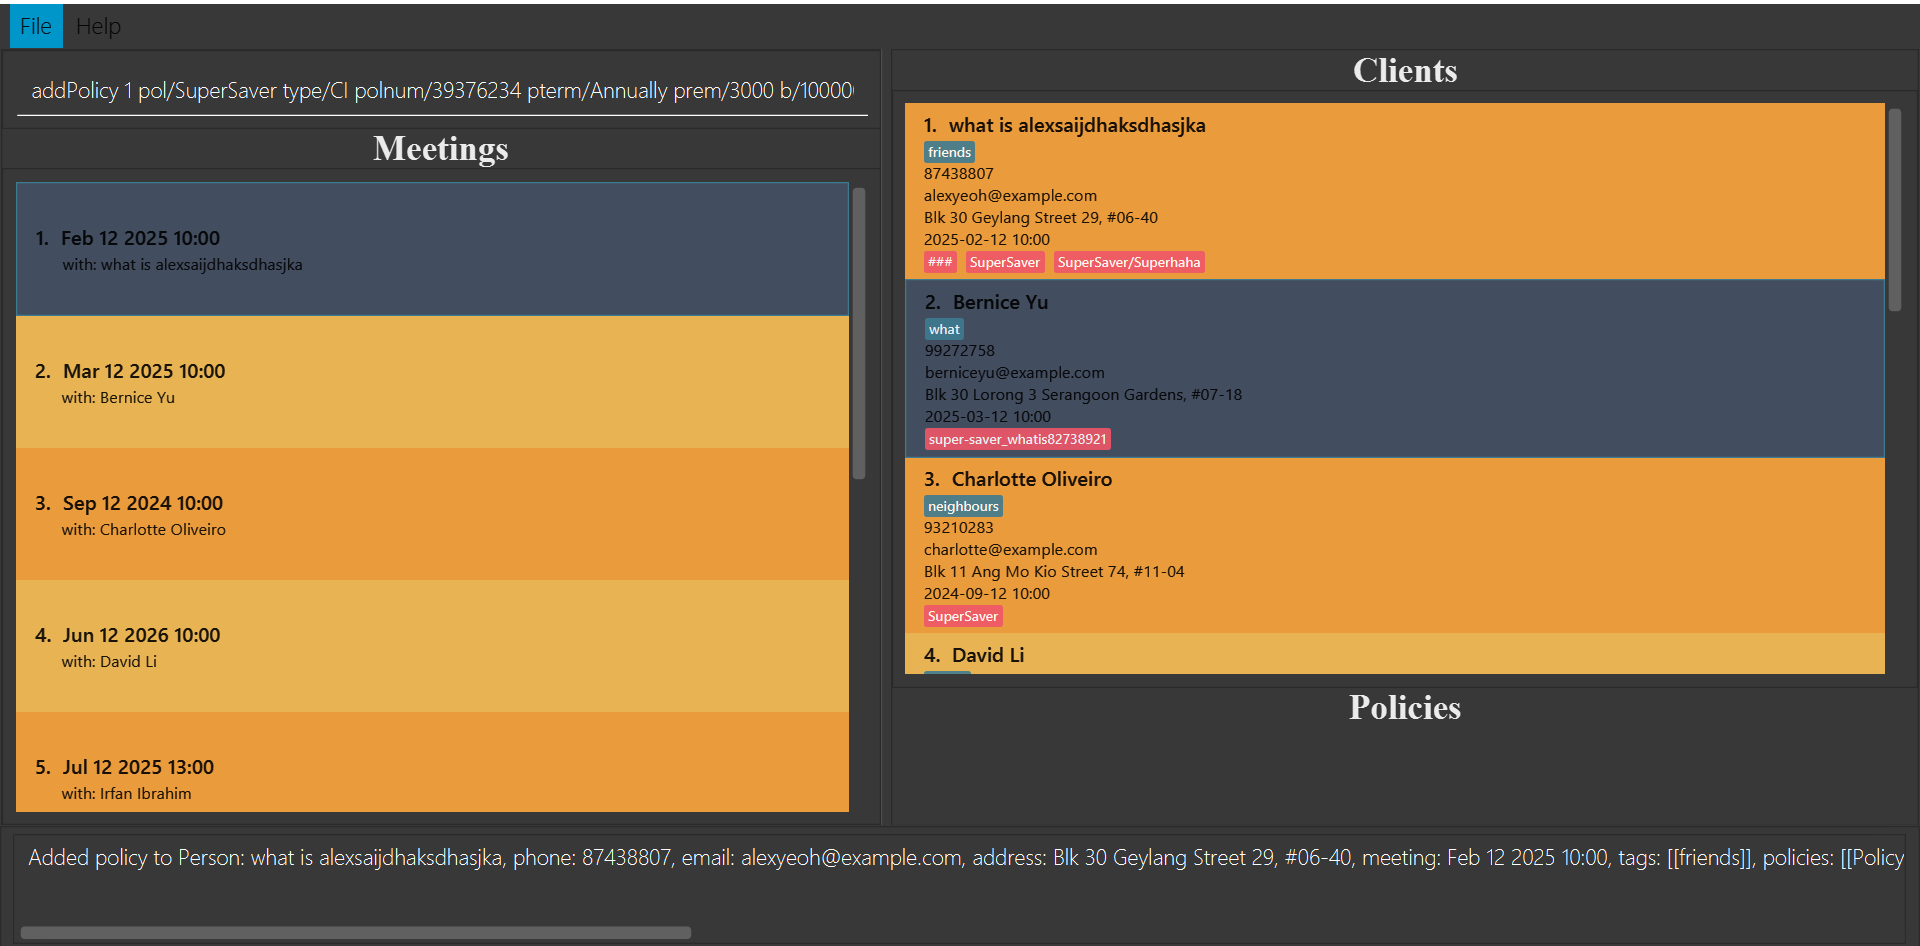 File Help
addPolicy 1 pol/SuperSaver type/CI polnum/39376234 pterm/Annually prem/3000 b/10000
Meetings
1. Feb 12 2025 10:00
with: what is alexsaijdhaksdhasjka
2. Mar 12 2025 10:00
with: Bernice Yu
3. Sep 12 2024 10:00
with: Charlotte Oliveiro
4. Jun 12 2026 10:00
with: David Li
5. Jul 12 2025 13:00
with: Irfan Ibrahim
Clients
1. what is alexsaijdhaksdhasjka
friends
87438807
alexyeoh@example.com
Blk 30 Geylang Street 29, #06-40
2025-02-12 10:00
### SuperSaver SuperSaver/Superhaha
2. Bernice Yu
what
99272758
berniceyu@example.com
Blk 30 Lorong 3 Serangoon Gardens, #07-18
2025-03-12 10:00
super-saver_whatis82738921
3. Charlotte Oliveiro
neighbours
93210283
charlotte@example.com
Blk 11 Ang Mo Kio Street 74, #11-04
2024-09-12 10:00
SuperSaver
4. David Li
Policies
Added policy to Person: what is alexsaijdhaksdhasjka, phone: 87438807, email: alexyeoh@example.com, address: Blk 30 Geylang Street 29, #06-40, meeting: Feb 12 2025 10:00, tags: [[friends]], policies: [[Policy